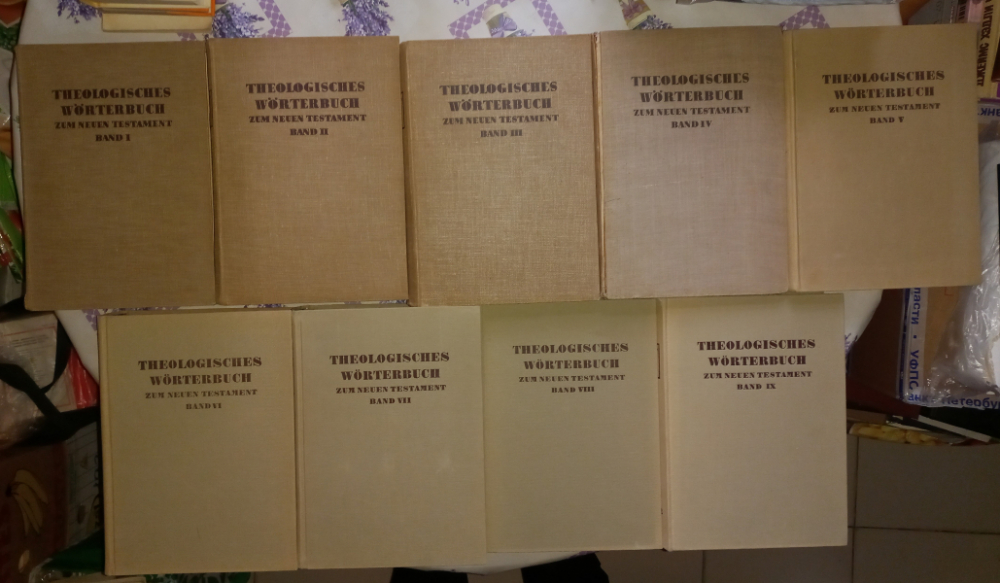 THEOLOGISCHES
WÖRTERBUCH
ZUM NEUEN TESTAMENT
BAND I
THEOLOGISCHES
WÖRTERBUCH
ZUM NEUEN TESTAMENT
BAND II
THEOLOGISCHES
WÖRTERBUCH
ZUM NEUEN TESTAMENT
BAND III
THEOLOGISCHES
WÖRTERBUCH
ZUM NEUEN TESTAMENT
BAND IV
THEOLOGISCHES
WÖRTERBUCH
ZUM NEUEN TESTAMENT
BAND V
THEOLOGISCHES
WÖRTERBUCH
ZUM NEUEN TESTAMENT
BAND VI
THEOLOGISCHES
WÖRTERBUCH
ZUM NEUEN TESTAMENT
BAND VII
THEOLOGISCHES
WÖRTERBUCH
ZUM NEUEN TESTAMENT
BAND VIII
THEOLOGISCHES
WÖRTERBUCH
ZUM NEUEN TESTAMENT
BAND IX
УФПС